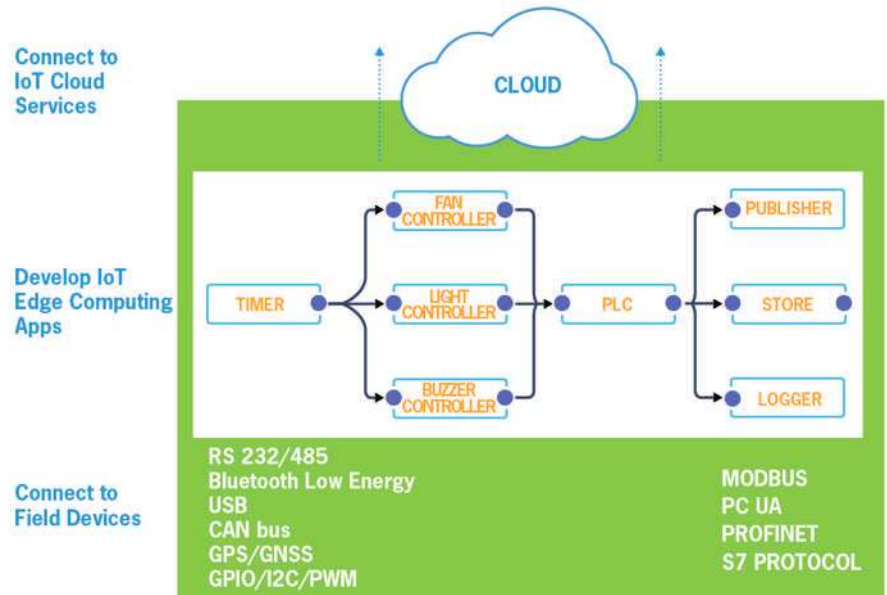 Connect to
IoT Cloud
Services
CLOUD
Develop IoT
Edge Computing
Apps
TIMER
FAN
CONTROLLER
LIGHT
CONTROLLER
BUZZER
CONTROLLER
PLC
PUBLISHER
STORE
LOGGER
Connect to
Field Devices
RS 232/485
Bluetooth Low Energy
USB
CAN bus
GPS/GNSS
GPIO/I2C/PWM
MODBUS
PC UA
PROFINET
S7 PROTOCOL